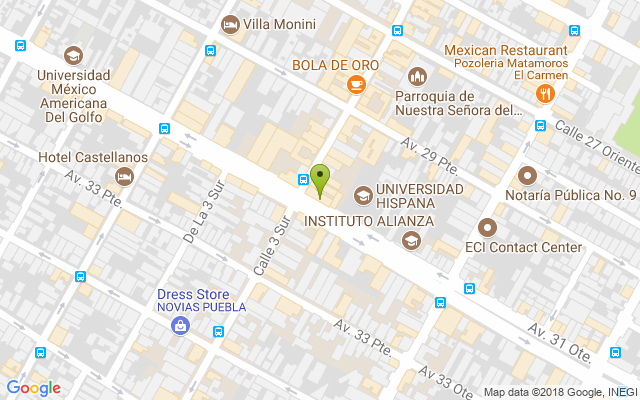 Villa Monini
Universidad
México
Americana
Del Golfo
BOLA DE ORO
Mexican Restaurant
Pozoleria Matamoros
El Carmen
Parroquia de
Nuestra Señora del...
Calle 27 Oriente
Av. 29 Pte.
Hotel Castellanos
Av. 33 Pte.
De La 3 Sur
Calle 3 Sur
UNIVERSIDAD
HISPANA
INSTITUTO ALIANZA
Notaría Pública No. 9
ECI Contact Center
Dress Store
NOVIAS PUEBLA
Av. 33 Pte.
Av. 31 Ote.
Av. 33 Ote.
Google
Map data ©2018 Google, INEGI